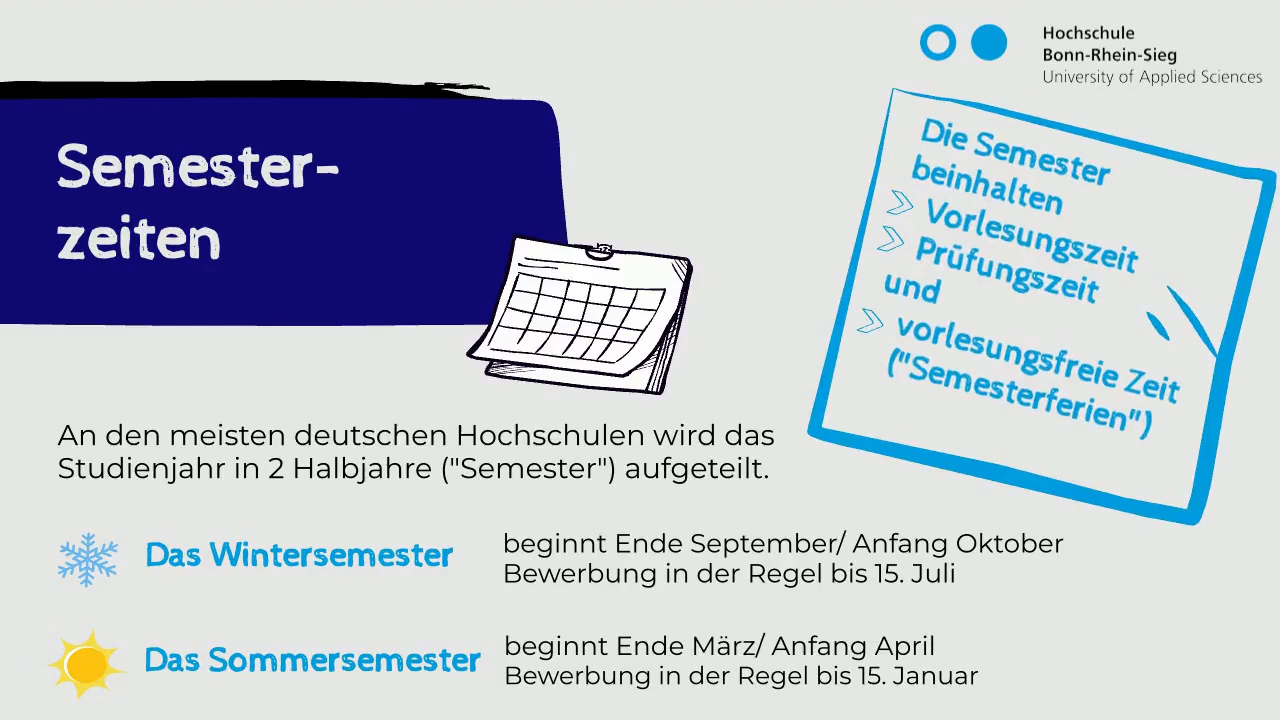 Hochschule
Bonn-Rhein-Sieg
University of Applied Sciences
Semester-
zeiten
Die Semester
beinhalten
Vorlesungszeit
Prüfungszeit
und
vorlesungsfreie Zeit
("Semesterferien")
An den meisten deutschen Hochschulen wird das
Studienjahr in 2 Halbjahre ("Semester") aufgeteilt.
Das Wintersemester
beginnt Ende September/ Anfang Oktober
Bewerbung in der Regel bis 15. Juli
Das Sommersemester
beginnt Ende März/ Anfang April
Bewerbung in der Regel bis 15. Januar